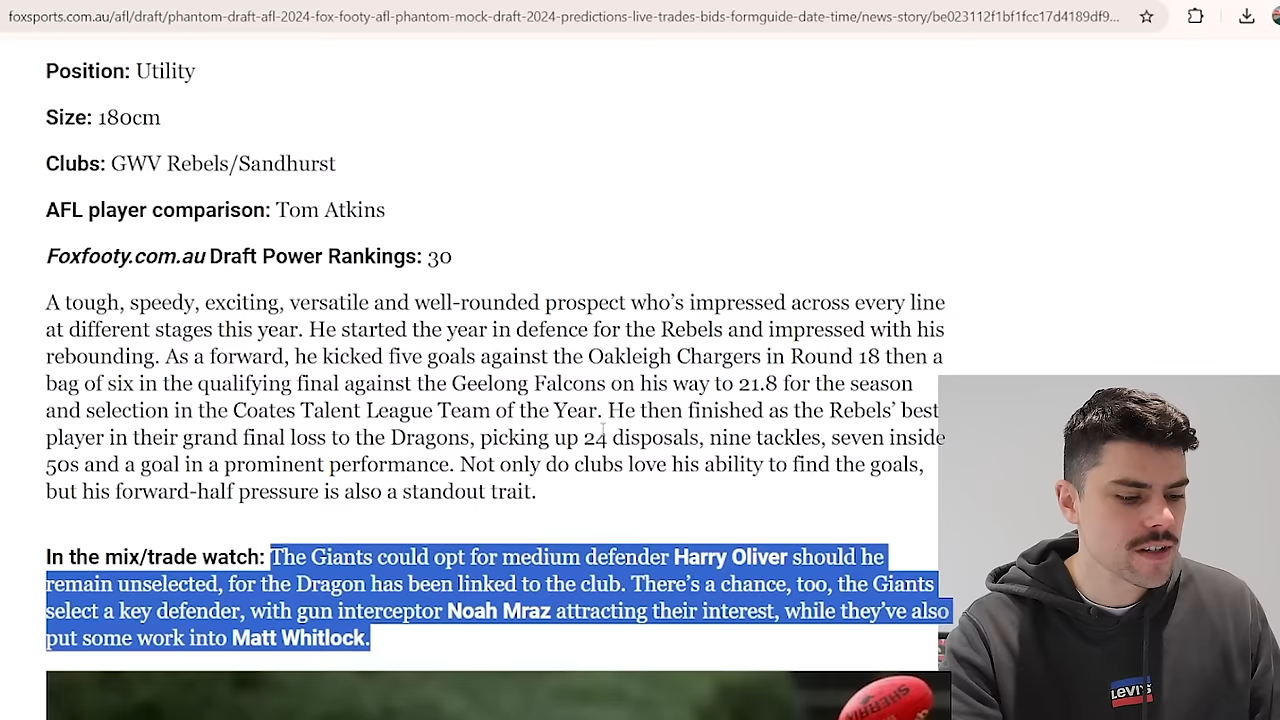 foxsports.com.au/afl/draft/phantom-draft-afl-2024-fox-footy-afl-phantom-mock-draft-2024-predictions-live-trades-bids-formguide-date-time/news-story/be023112f1bf1fcc17d4189df9...
Position: Utility
Size: 180cm
Clubs: GWV Rebels/Sandhurst
AFL player comparison: Tom Atkins
Foxfooty.com.au Draft Power Rankings: 30
A tough, speedy, exciting, versatile and well-rounded prospect who’s impressed across every line
at different stages this year. He started the year in defence for the Rebels and impressed with his
rebounding. As a forward, he kicked five goals against the Oakleigh Chargers in Round 18 then a
bag of six in the qualifying final against the Geelong Falcons on his way to 21.8 for the season
and selection in the Coates Talent League Team of the Year. He then finished as the Rebels’ best
player in their grand final loss to the Dragons, picking up 24 disposals, nine tackles, seven inside
50s and a goal in a prominent performance. Not only do clubs love his ability to find the goals,
but his forward-half pressure is also a standout trait.
In the mix/trade watch: The Giants could opt for medium defender Harry Oliver should he
remain unselected, for the Dragon has been linked to the club. There’s a chance, too, the Giants
select a key defender, with gun interceptor Noah Mraz attracting their interest, while they’ve also
put some work into Matt Whitlock.
SHERRIN
LEVI'S